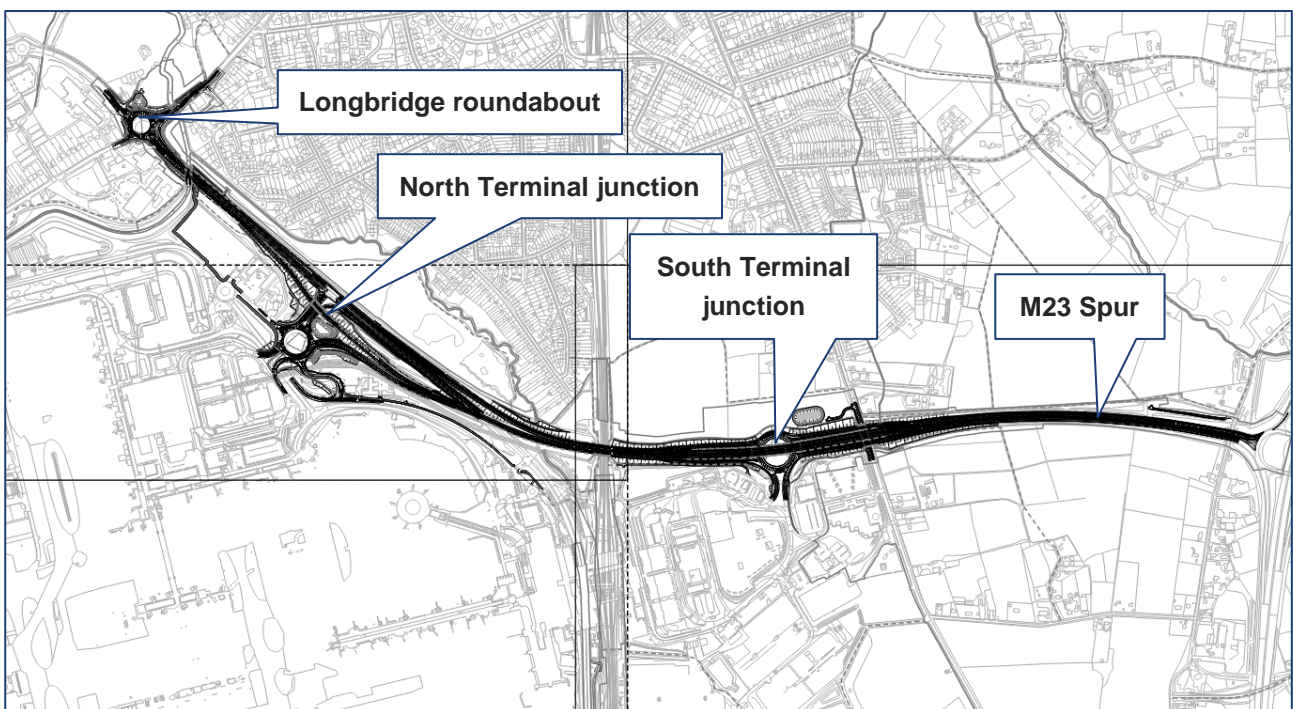 Longbridge roundabout
North Terminal junction
South Terminal
junction
M23 Spur